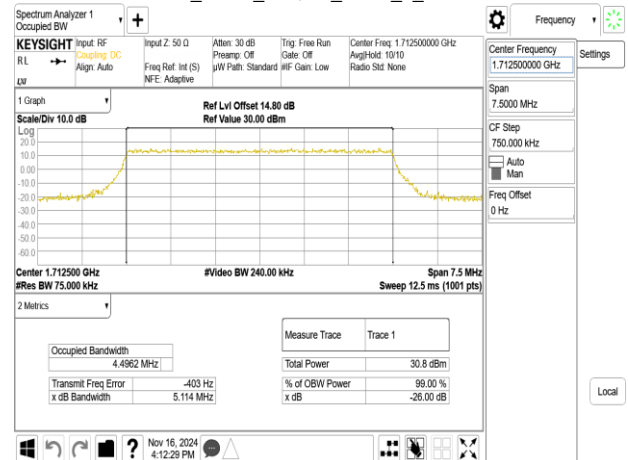 Spectrum Analyzer 1
Occupied BW
Frequency
KEYSIGHT
RL
LXI
Input: RF
Coupling: DC
Align: Auto
Input Z: 50 Ω
Freq Ref: Int (S)
NFE: Adaptive
Atten: 30 dB
Preamp: Off
µW Path: Standard
Trig: Free Run
Gate: Off
#IF Gain: Low
Center Freq: 1.712500000 GHz
Avg|Hold: 10/10
Radio Std: None
Center Frequency
1.712500000 GHz
Settings
Span
7.5000 MHz
CF Step
750.000 kHz
Auto
Man
Freq Offset
0 Hz
Local
1 Graph
Scale/Div 10.0 dB
Ref Lvl Offset 14.80 dB
Ref Value 30.00 dBm
Log
20.0
10.0
0.00
-10.0
-20.0
-30.0
-40.0
-50.0
-60.0
Center 1.712500 GHz
#Video BW 240.00 kHz
Span 7.5 MHz
#Res BW 75.000 kHz
Sweep 12.5 ms (1001 pts)
2 Metrics
Measure Trace Trace 1
Occupied Bandwidth
4.4962 MHz
Total Power 30.8 dBm
Transmit Freq Error -403 Hz
% of OBW Power 99.00 %
x dB Bandwidth 5.114 MHz
x dB -26.00 dB
?
Nov 16, 2024
4:12:29 PM